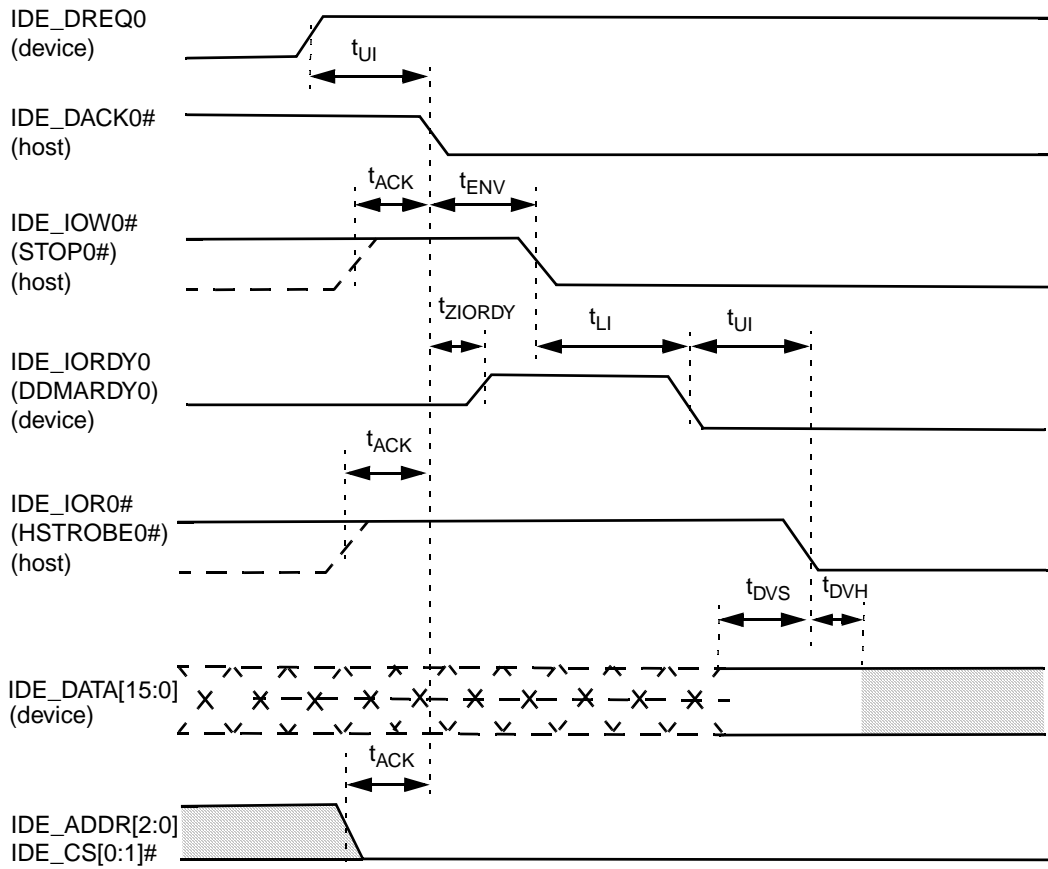 IDE_DREQ0
(device)
tUI
IDE_DACK0#
(host)
tACK
tENV
IDE_IOW0#
(STOP0#)
(host)
tZIORDY
tLI
tUI
IDE_IORDY0
(DDMARDY0)
(device)
tACK
IDE_IOR0#
(HSTROBE0#)
(host)
tDVS
tDVH
IDE_DATA[15:0]
(device)
tACK
IDE_ADDR[2:0]
IDE_CS[0:1]#